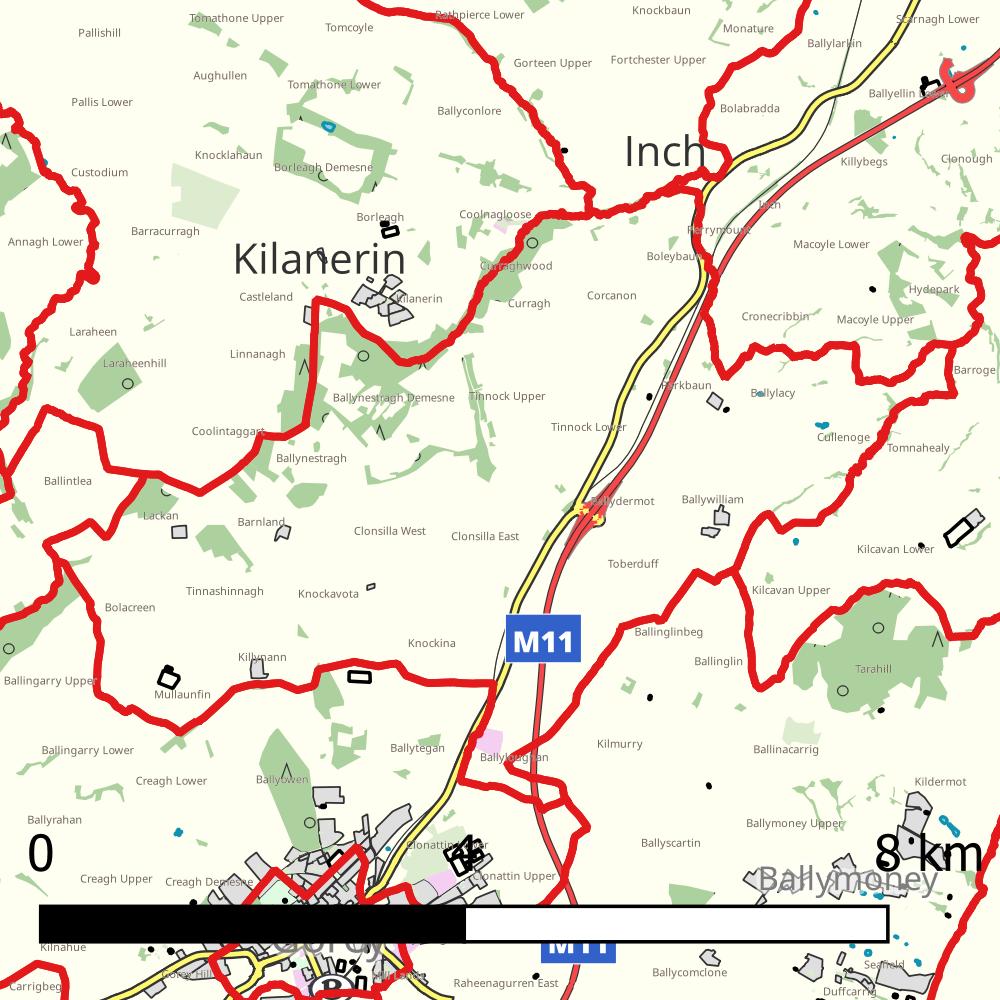 Rathpierce Lower
Knockbaun
Tomathone Upper
Scarnagh Lower
Pallishill
Tomcoyle
Monature
Ballylarkin
Gorteen Upper
Fortchester Upper
Aughullen
Tomathone Lower
Pallis Lower
Ballyconlore
Bolabradda
6
Knocklahaun
Inch
Killybegs
Clonough
Custodium
Borleagh Demesne
Inch
Borleagh
Coolnagloose
Barracurragh
Perrymount
Annagh Lower
Macoyle Lower
Kilanerin
Boleybaun
Curraghwood
Castleland
Kilanerin
Curragh
Corcanon
Hydepark
Cronecribbin
Macoyle Upper
Laraheen
Linnanagh
Laraheenhill
Barroge
Parkbaun
Ballylacy
Ballynestragh Demesne
Tinnock Upper
Coolintaggart
Tinnock Lower
Cullenoge
Tomnahealy
Ballynestragh
Ballintlea
Ballydermot
Ballywilliam
Lackan
Barnland
Clonsilla West
Clonsilla East
Kilcavan Lower
Toberduff
Tinnashinnagh
Knockavota
Kilcavan Upper
Bolacreen
Knockina
M11
Ballinglinbeg
Killynann
Ballinglin
Tarahill
Ballingarry Upper
Mullaunfin
Ballingarry Lower
Ballytegan
Kilmurry
Ballinacarrig
Ballyloughan
Creagh Lower
Ballyowen
Kildermot
Ballyrahan
Ballymoney Upper
Ballyscartin
0
4
8 km
Creagh Upper
Creagh Demesne
Clonattin Upper
Ballymoney
Kilnahue
Gorey
M11
Gorey Hill
Ballycomclone
Seafield
Carrigbeg
Raheenagurren East
Duffcarrig